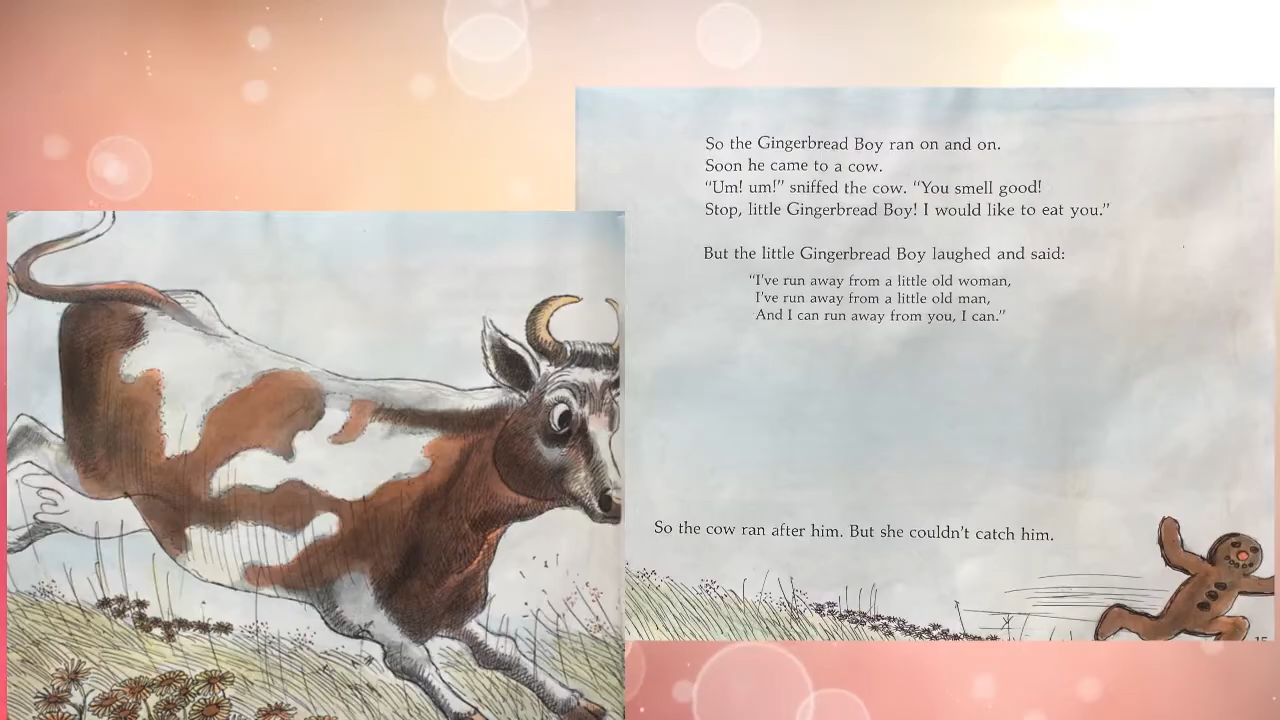 So the Gingerbread Boy ran on and on.
Soon he came to a cow.
“Um! um!” sniffed the cow. “You smell good!
Stop, little Gingerbread Boy! I would like to eat you.”
But the little Gingerbread Boy laughed and said:
“I've run away from a little old woman,
I've run away from a little old man,
And I can run away from you, I can.”
So the cow ran after him. But she couldn't catch him.